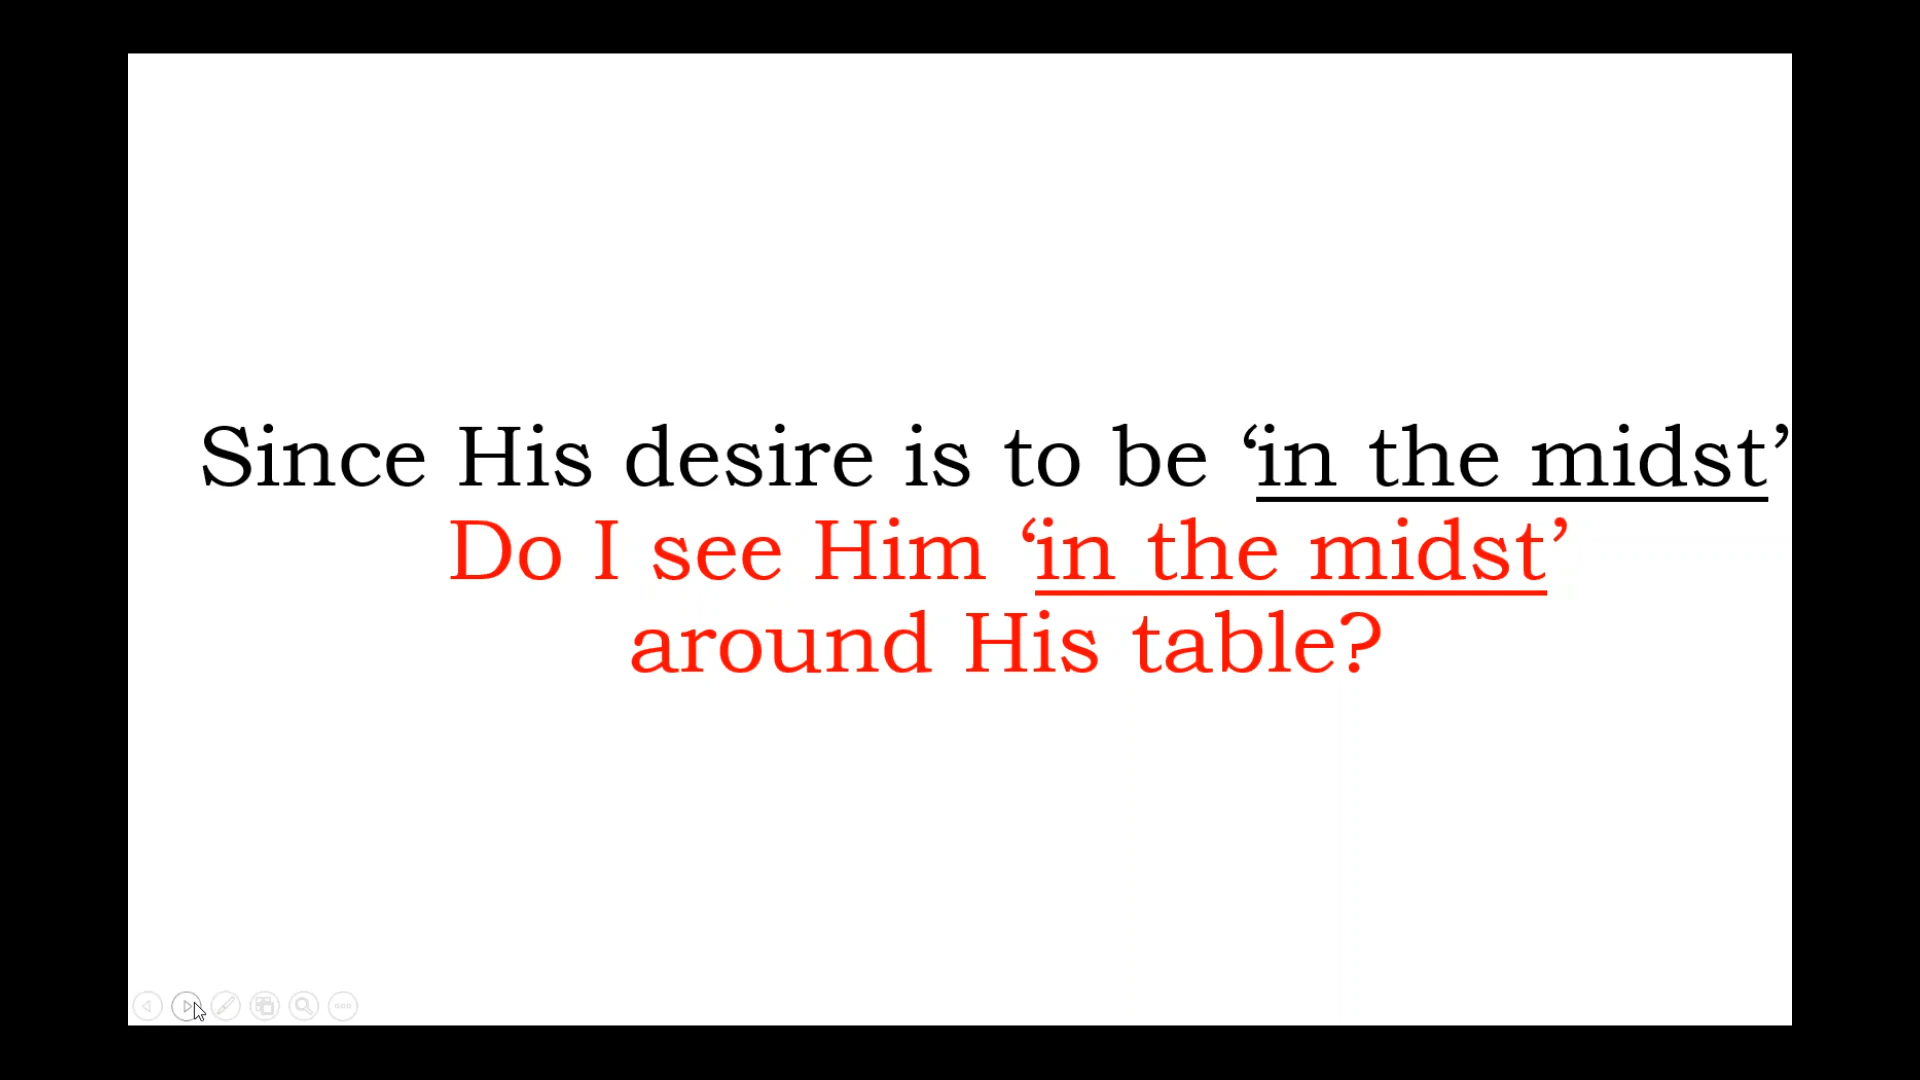 Since His desire is to be ‘in the midst’
Do I see Him ‘in the midst’
around His table?